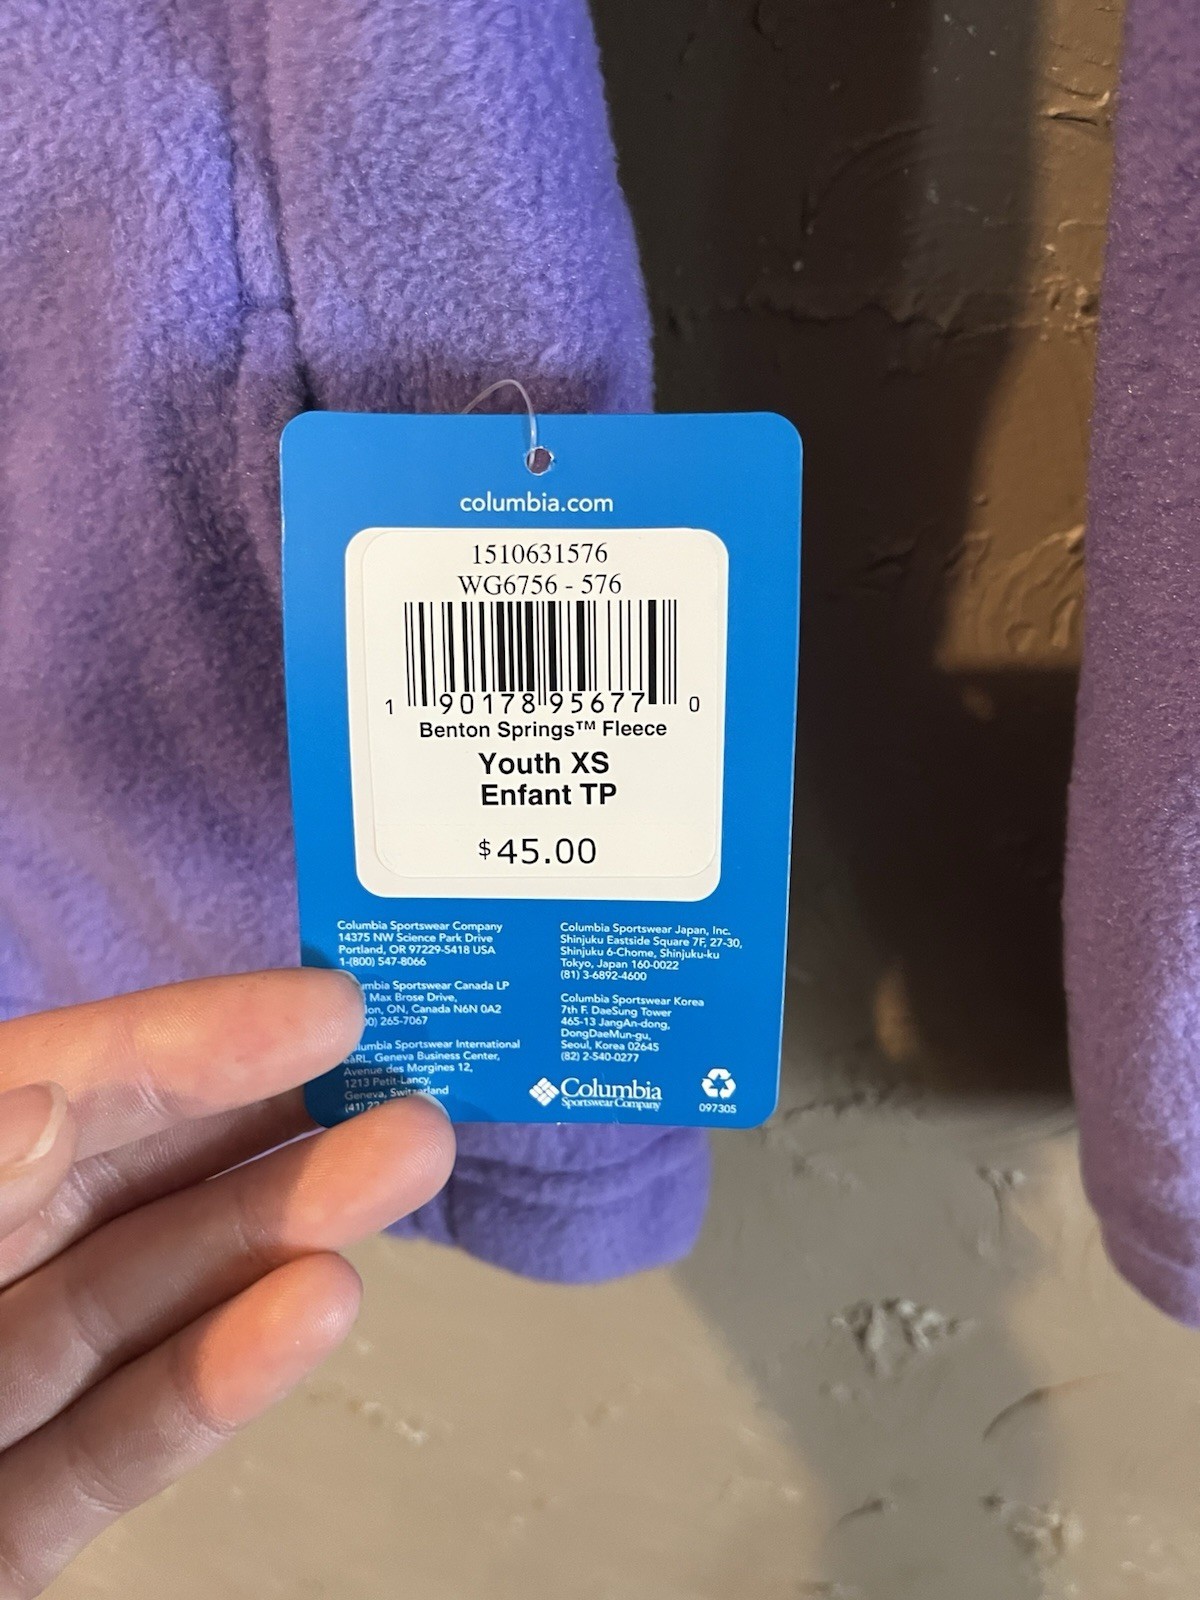 columbia.com
1510631576
WG6756 - 576
1 90178 95677 0
Benton Springs™ Fleece
Youth XS
Enfant TP
$45.00
Columbia Sportswear Company
14375 NW Science Park Drive
Portland, OR 97229-5418 USA
1-(800) 547-8066
Sportswear Canada LP
Max Brose Drive,
ON, Canada N6N 0A2
265-7067
Sportswear International
Geneva Business Center,
Avenue des Morgines 12,
1213 Petit-Lancy,
Geneva, Switzerland
(41)
Columbia Sportswear Japan, Inc.
Shinjuku Eastside Square 7F, 27-30,
Shinjuku 6-Chome, Shinjuku-ku
Tokyo, Japan 160-0022
(81) 3-6892-4600
Columbia Sportswear Korea
7th F. DaeSung Tower
465-13 JangAn-dong,
DongDaeMun-gu,
Seoul, Korea 02645
(82) 2-540-0277
Columbia
Sportswear Company
097305